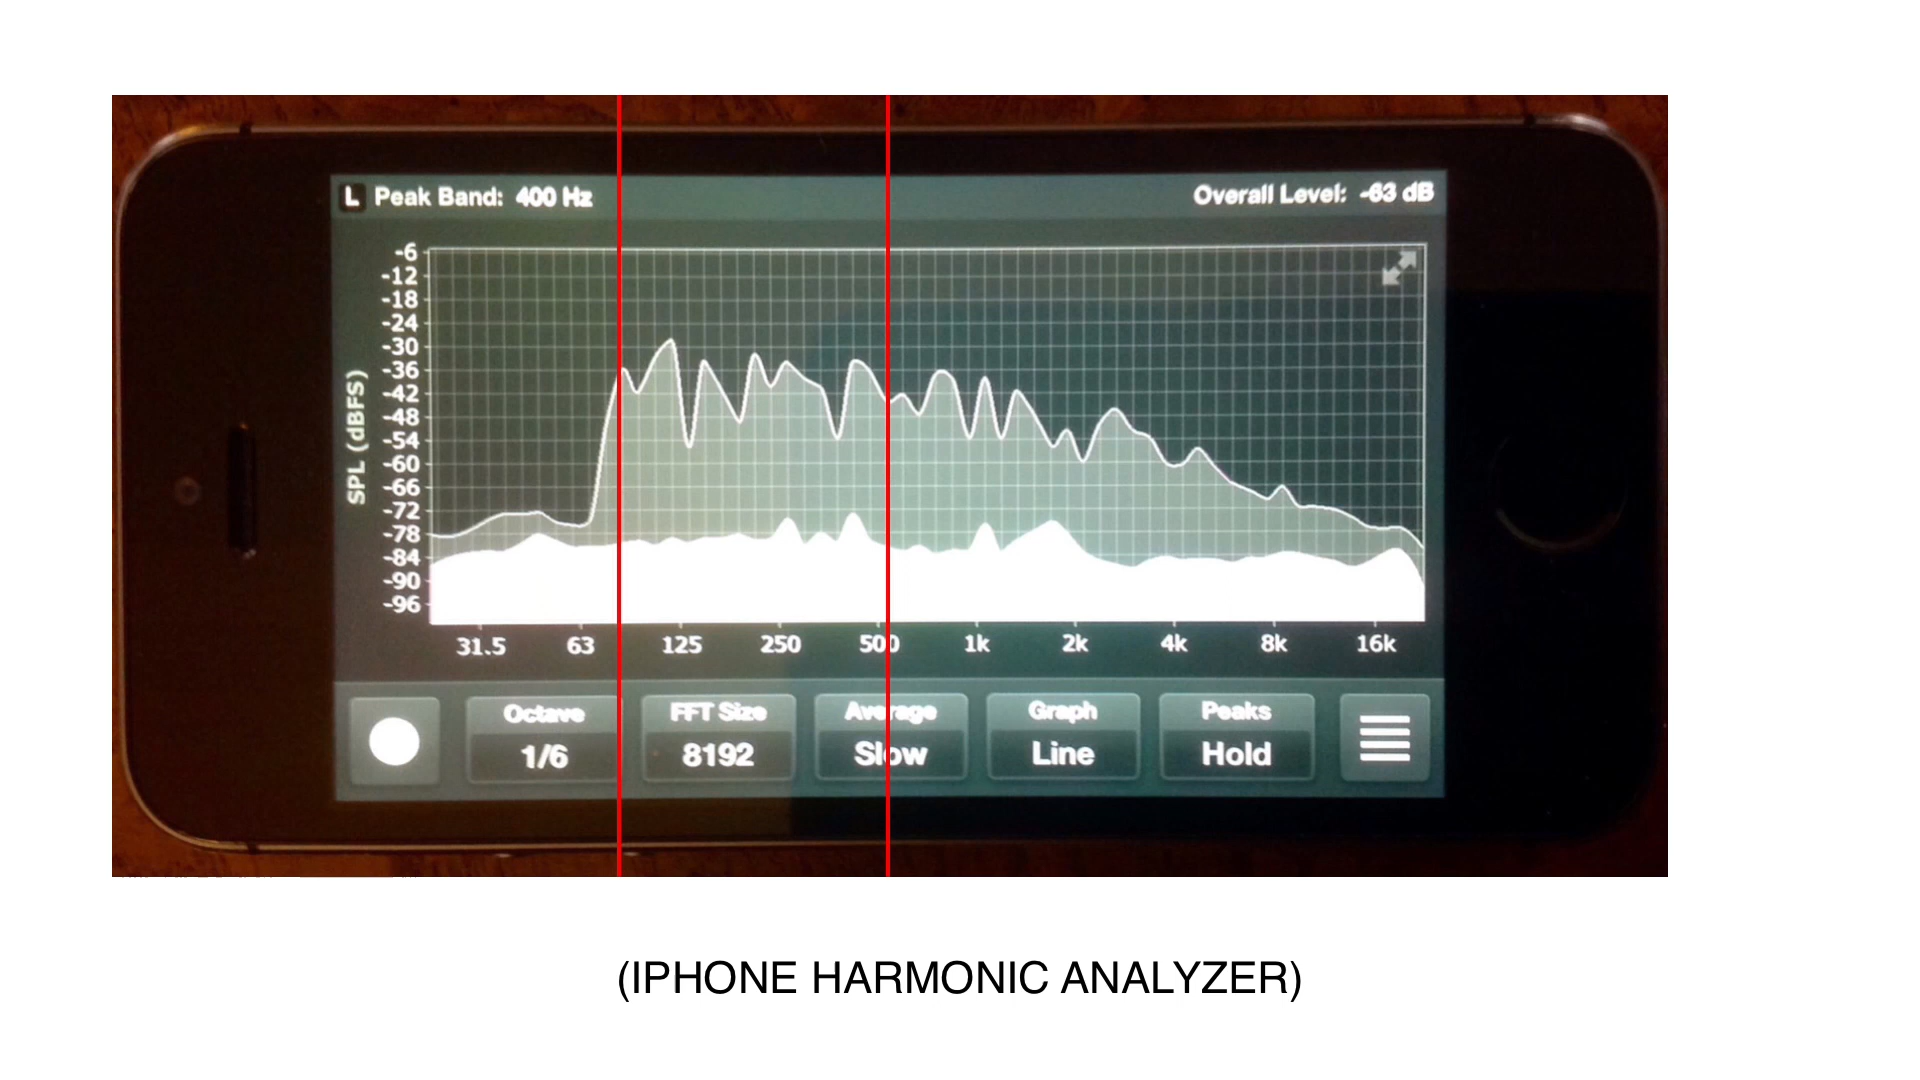 L Peak Band: 400 Hz
Overall Level: -63 dB
SPL (dBFS)
-6
-12
-18
-24
-30
-36
-42
-48
-54
-60
-66
-72
-78
-84
-90
-96
31.5 63 125 250 500 1k 2k 4k 8k 16k
Octave
1/6
FFT Size
8192
Average
Slow
Graph
Line
Peaks
Hold
(IPHONE HARMONIC ANALYZER)